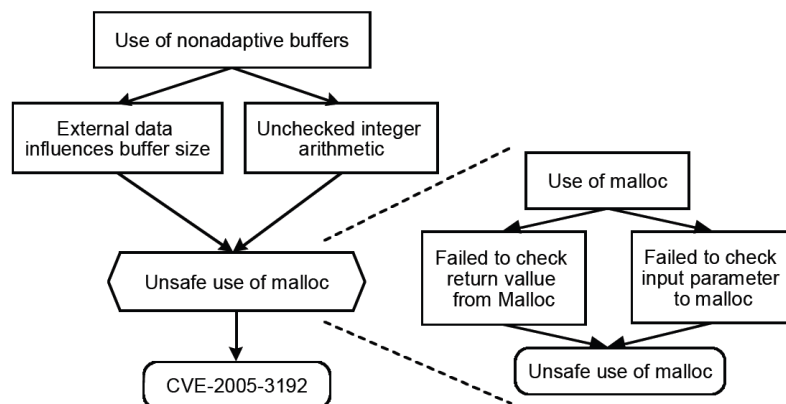 Use of nonadaptive buffers
External data
influences buffer size
Unchecked integer
arithmetic
Unsafe use of malloc
CVE-2005-3192
Use of malloc
Failed to check
return vallue
from Malloc
Failed to check
input parameter
to malloc
Unsafe use of malloc